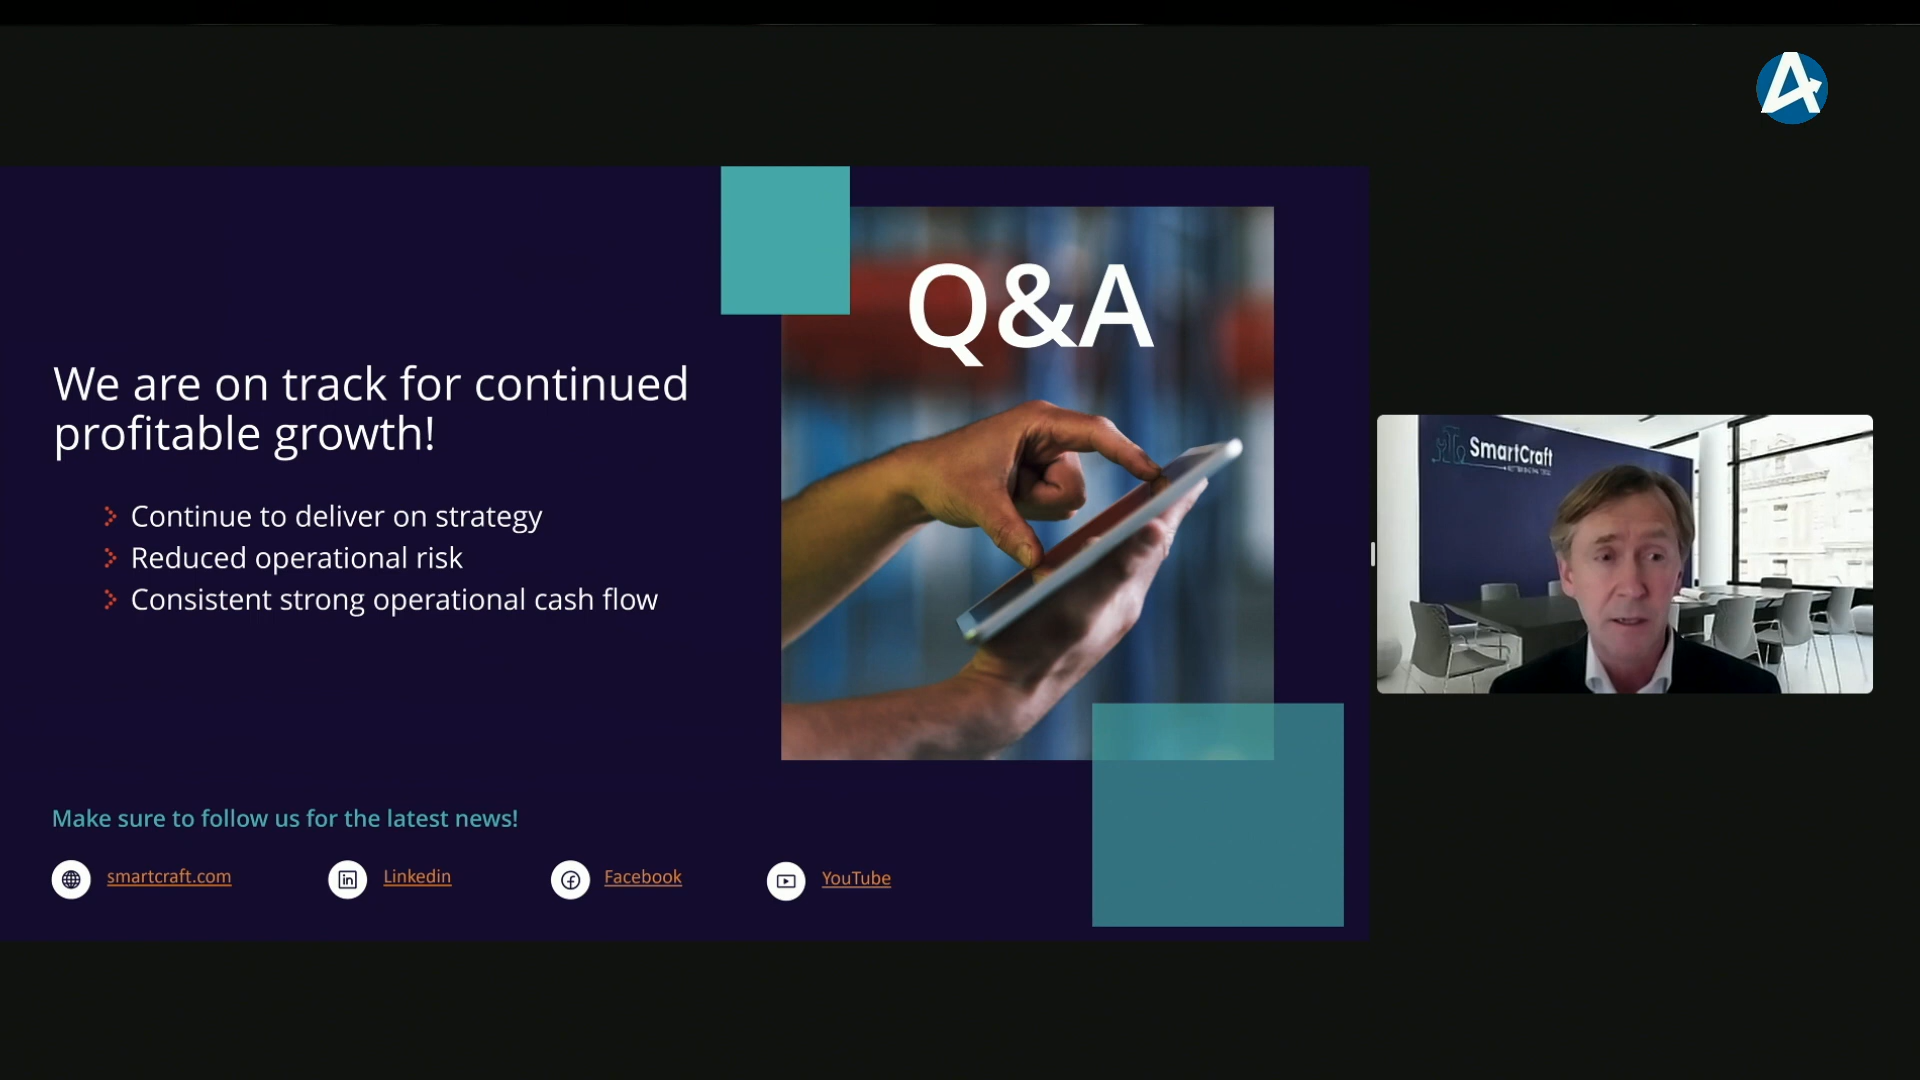 Q&A
We are on track for continued
profitable growth!
Continue to deliver on strategy
Reduced operational risk
Consistent strong operational cash flow
SmartCraft
Make sure to follow us for the latest news!
smartcraft.com
Linkedin
Facebook
YouTube